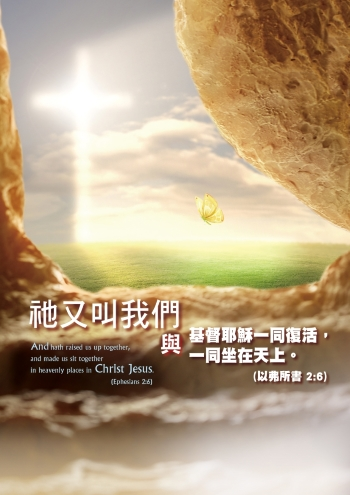 祂又叫我們
與
基督耶穌一同復活，
一同坐在天上。
(以弗所書 2:6)
And hath raised us up together,
and made us sit together
in heavenly places in Christ Jesus.
(Ephesians 2:6)